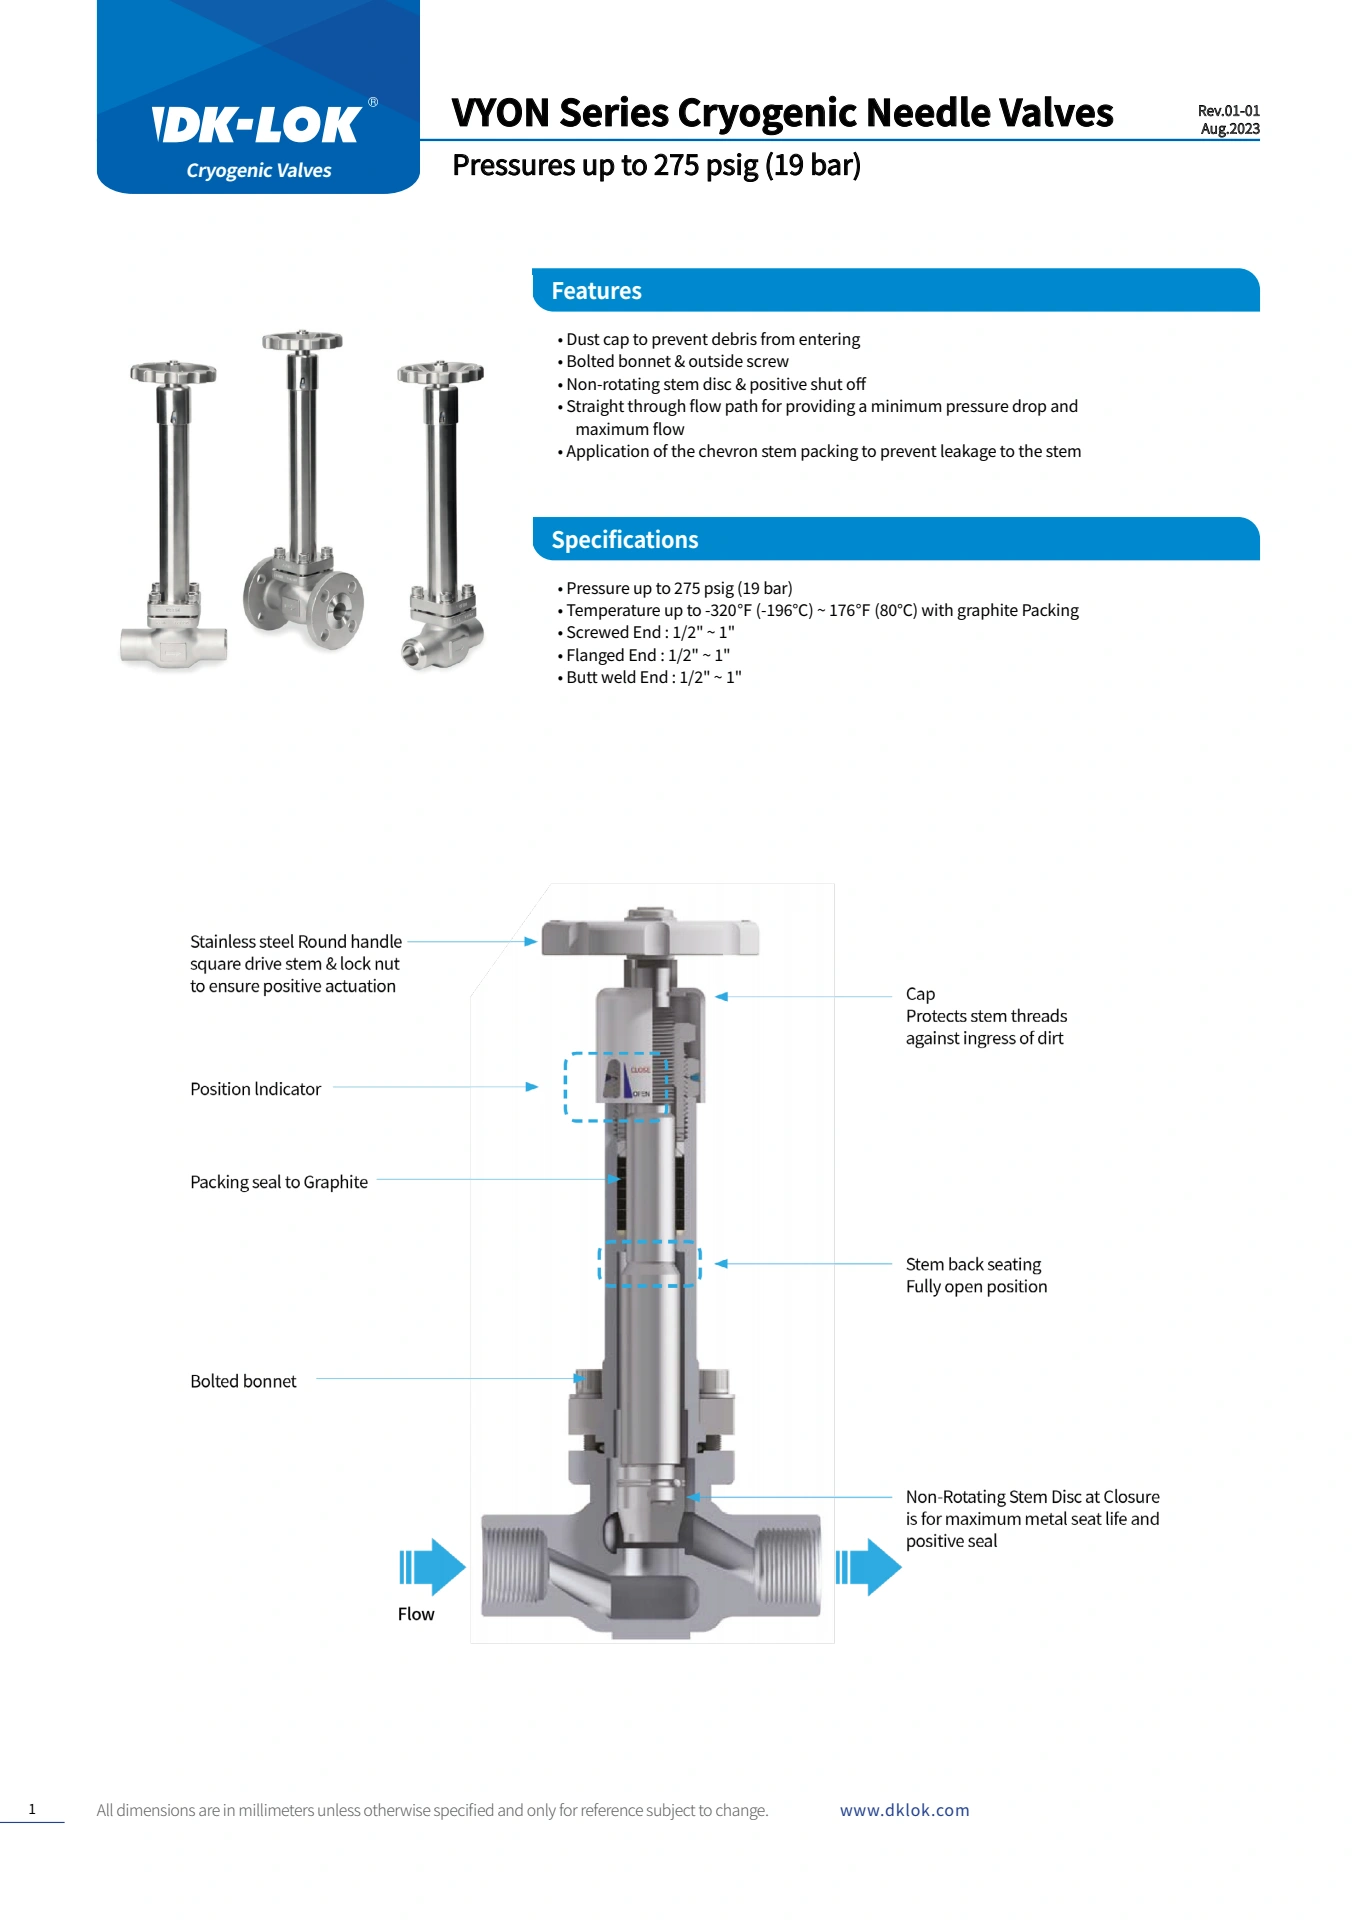 DK-LOK®
Cryogenic Valves
VYON Series Cryogenic Needle Valves
Rev.01-01
Aug.2023
Pressures up to 275 psig (19 bar)
Features
• Dust cap to prevent debris from entering
• Bolted bonnet & outside screw
• Non-rotating stem disc & positive shut off
• Straight through flow path for providing a minimum pressure drop and
maximum flow
• Application of the chevron stem packing to prevent leakage to the stem
Specifications
• Pressure up to 275 psig (19 bar)
• Temperature up to -320°F (-196°C) ~ 176°F (80°C) with graphite Packing
• Screwed End : 1/2" ~ 1"
• Flanged End : 1/2" ~ 1"
• Butt weld End : 1/2" ~ 1"
Stainless steel Round handle
square drive stem & lock nut
to ensure positive actuation
Cap
Protects stem threads
against ingress of dirt
CLOSE
OPEN
Position lndicator
Packing seal to Graphite
Stem back seating
Fully open position
Bolted bonnet
Non-Rotating Stem Disc at Closure
is for maximum metal seat life and
positive seal
Flow
1
All dimensions are in millimeters unless otherwise specified and only for reference subject to change.
www.dklok.com